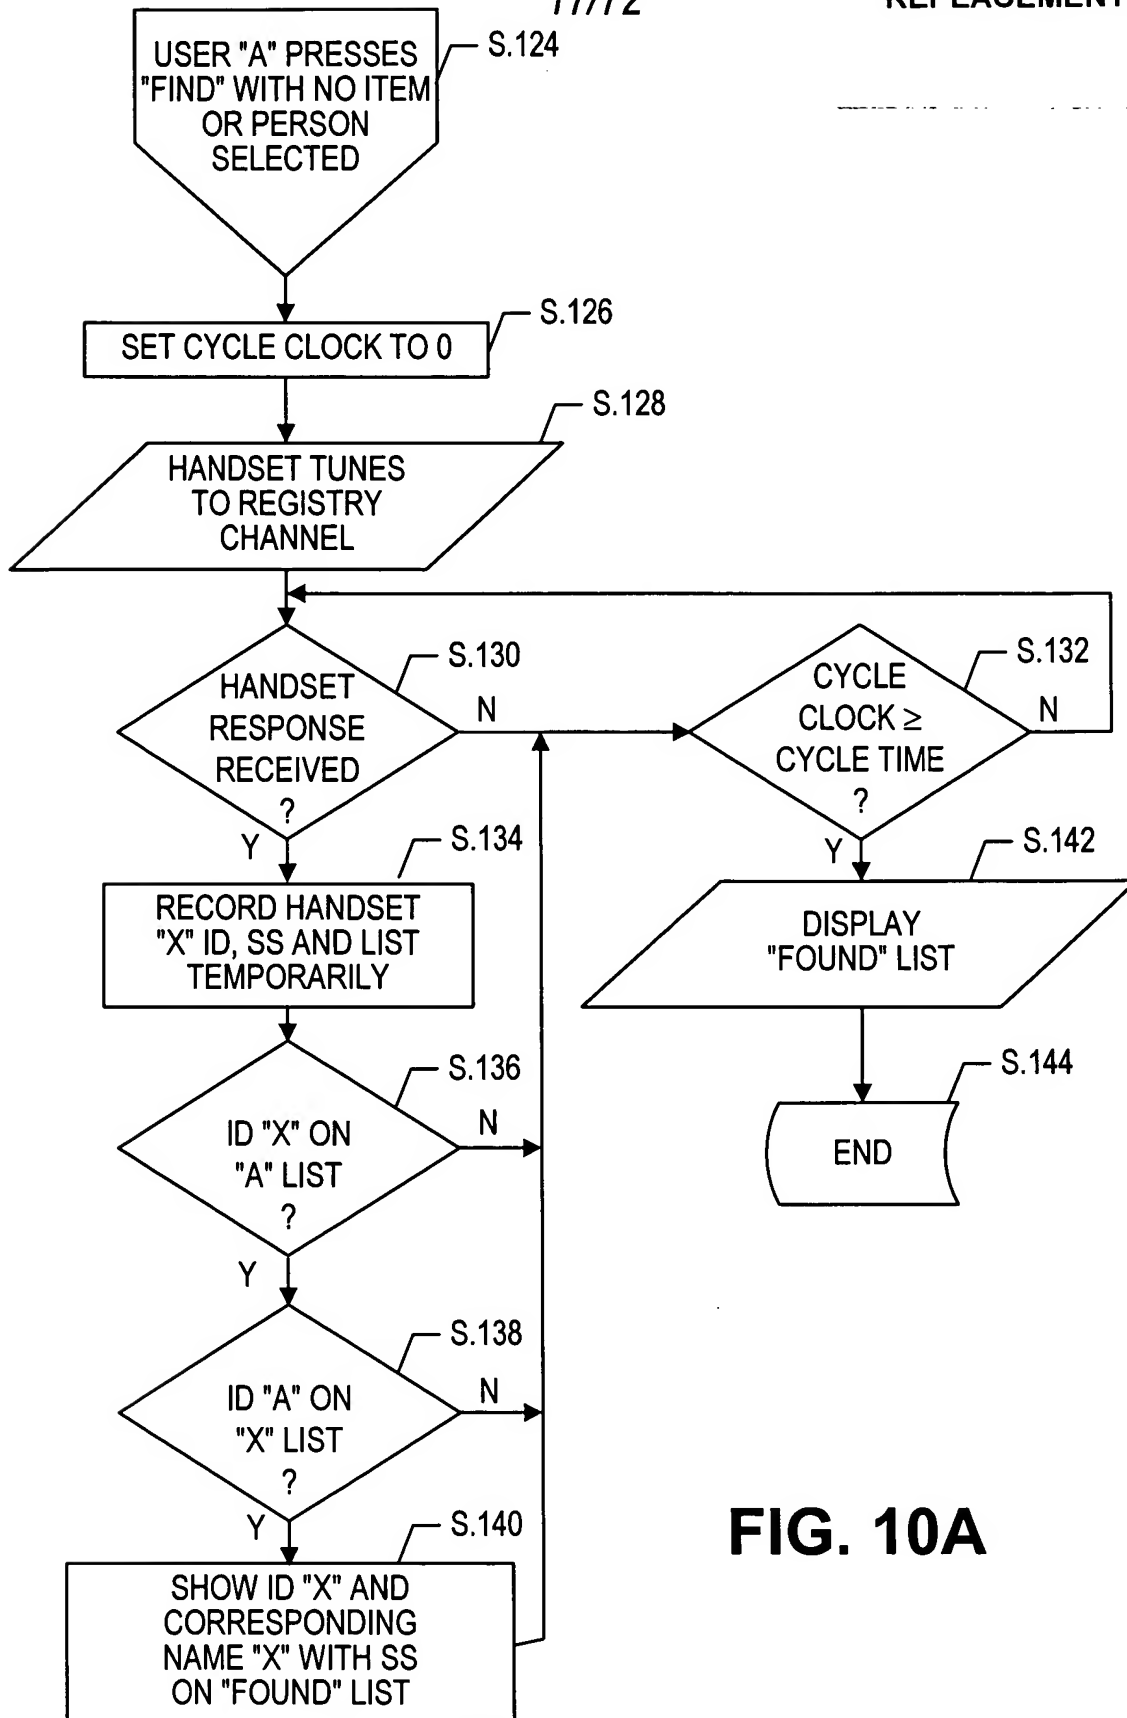 USER "A" PRESSES
"FIND" WITH NO ITEM
OR PERSON
SELECTED
S.124
SET CYCLE CLOCK TO 0
S.126
HANDSET TUNES
TO REGISTRY
CHANNEL
S.128
HANDSET
RESPONSE
RECEIVED
?
S.130
N
Y
CYCLE
CLOCK ≥
CYCLE TIME
?
S.132
N
Y
RECORD HANDSET
"X" ID, SS AND LIST
TEMPORARILY
S.134
DISPLAY
"FOUND" LIST
S.142
ID "X" ON
"A" LIST
?
S.136
N
Y
END
S.144
ID "A" ON
"X" LIST
?
S.138
N
Y
SHOW ID "X" AND
CORRESPONDING
NAME "X" WITH SS
ON "FOUND" LIST
S.140
FIG. 10A